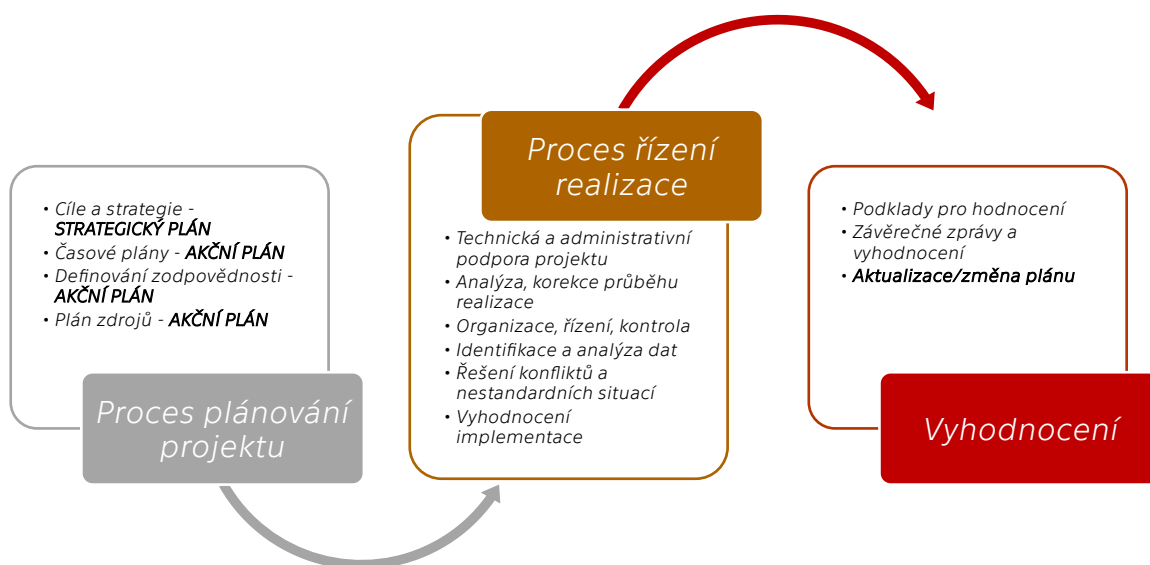 • Cíle a strategie -
STRATEGICKÝ PLÁN
• Časové plány - AKČNÍ PLÁN
• Definování zodpovědnosti -
AKČNÍ PLÁN
• Plán zdrojů - AKČNÍ PLÁN
Proces plánování
projektu
Proces řízení
realizace
• Technická a administrativní
podpora projektu
• Analýza, korekce průběhu
realizace
• Organizace, řízení, kontrola
• Identifikace a analýza dat
• Řešení konfliktů a
nestandardních situací
• Vyhodnocení
implementace
• Podklady pro hodnocení
• Závěrečné zprávy a
vyhodnocení
• Aktualizace/změna plánu
Vyhodnocení